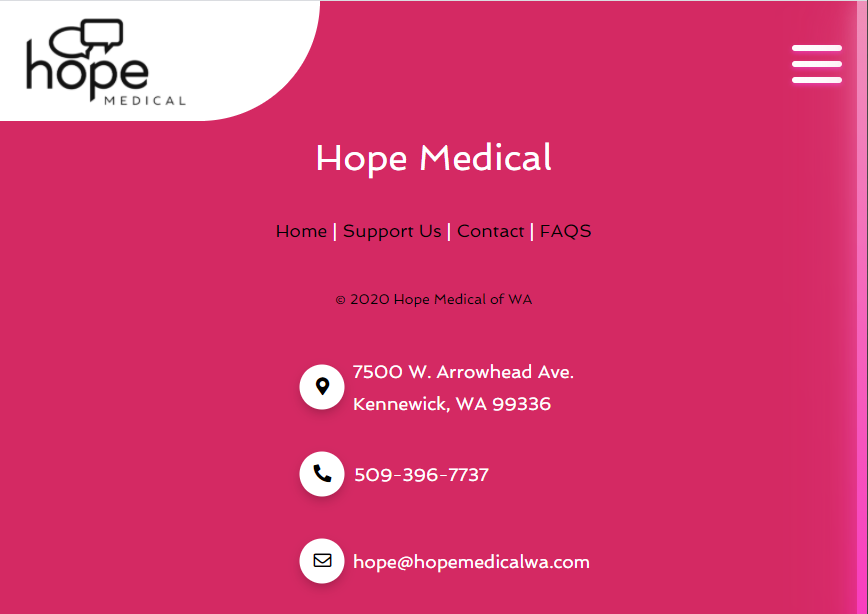 hope
MEDICAL
Hope Medical
Home | Support Us | Contact | FAQS
© 2020 Hope Medical of WA
7500 W. Arrowhead Ave.
Kennewick, WA 99336
509-396-7737
hope@hopemedicalwa.com